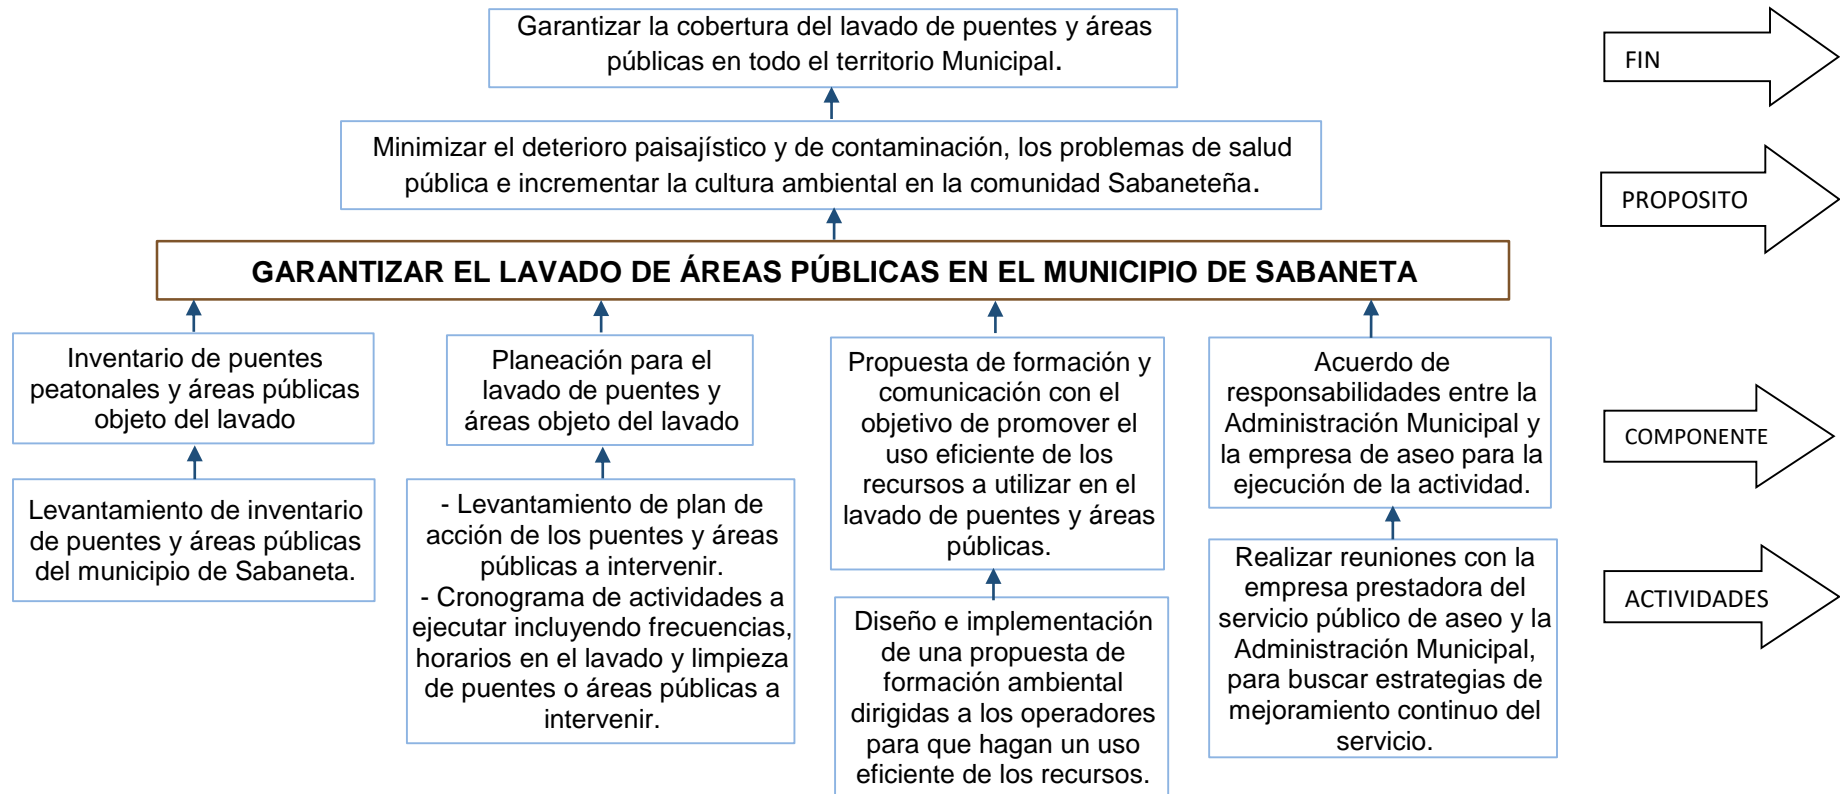 Garantizar la cobertura del lavado de puentes y áreas
públicas en todo el territorio Municipal.
FIN
Minimizar el deterioro paisajístico y de contaminación, los problemas de salud
pública e incrementar la cultura ambiental en la comunidad Sabaneteña.
PROPOSITO
GARANTIZAR EL LAVADO DE ÁREAS PÚBLICAS EN EL MUNICIPIO DE SABANETA
Inventario de puentes
peatonales y áreas públicas
objeto del lavado
Planeación para el
lavado de puentes y
áreas objeto del lavado
Propuesta de formación y
comunicación con el
objetivo de promover el
uso eficiente de los
recursos a utilizar en el
lavado de puentes y áreas
públicas.
Acuerdo de
responsabilidades entre la
Administración Municipal y
la empresa de aseo para la
ejecución de la actividad.
COMPONENTE
Levantamiento de inventario
de puentes y áreas públicas
del municipio de Sabaneta.
- Levantamiento de plan de
acción de los puentes y áreas
públicas a intervenir.
- Cronograma de actividades a
ejecutar incluyendo frecuencias,
horarios en el lavado y limpieza
de puentes o áreas públicas a
intervenir.
Diseño e implementación
de una propuesta de
formación ambiental
dirigidas a los operadores
para que hagan un uso
eficiente de los recursos.
Realizar reuniones con la
empresa prestadora del
servicio público de aseo y la
Administración Municipal,
para buscar estrategias de
mejoramiento continuo del
servicio.
ACTIVIDADES